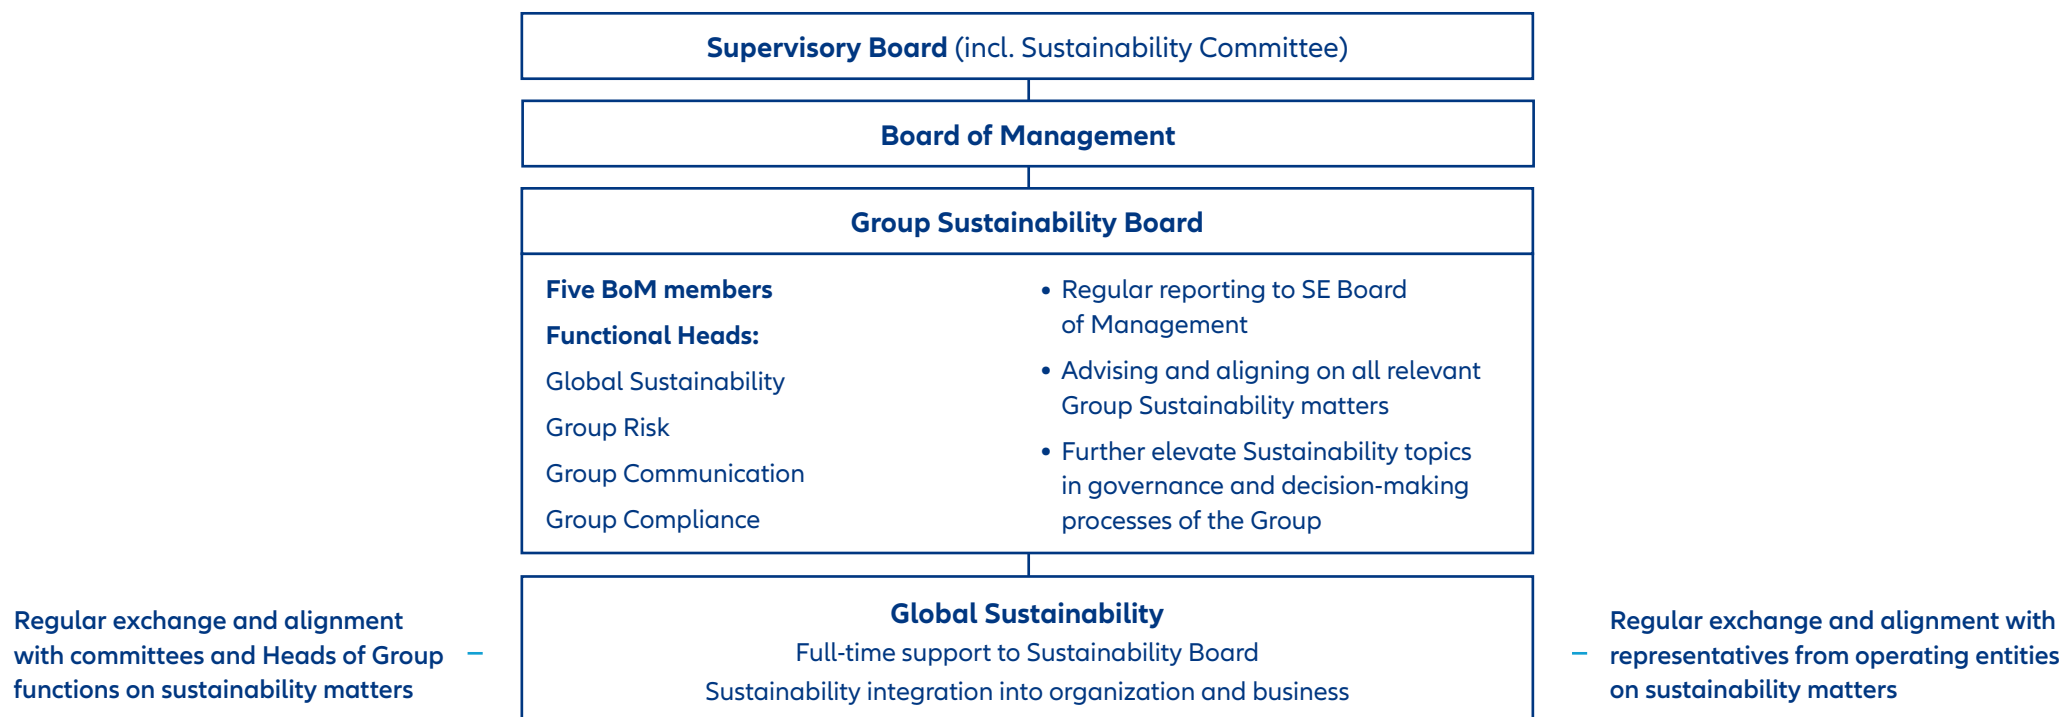 Supervisory Board (incl. Sustainability Committee)
Board of Management
Group Sustainability Board
Five BoM members
Functional Heads:
Global Sustainability
Group Risk
Group Communication
Group Compliance
• Regular reporting to SE Board
of Management
• Advising and aligning on all relevant
Group Sustainability matters
• Further elevate Sustainability topics
in governance and decision-making
processes of the Group
Regular exchange and alignment
with committees and Heads of Group –
functions on sustainability matters
Global Sustainability
Full-time support to Sustainability Board
Sustainability integration into organization and business
Regular exchange and alignment with
– representatives from operating entities
on sustainability matters